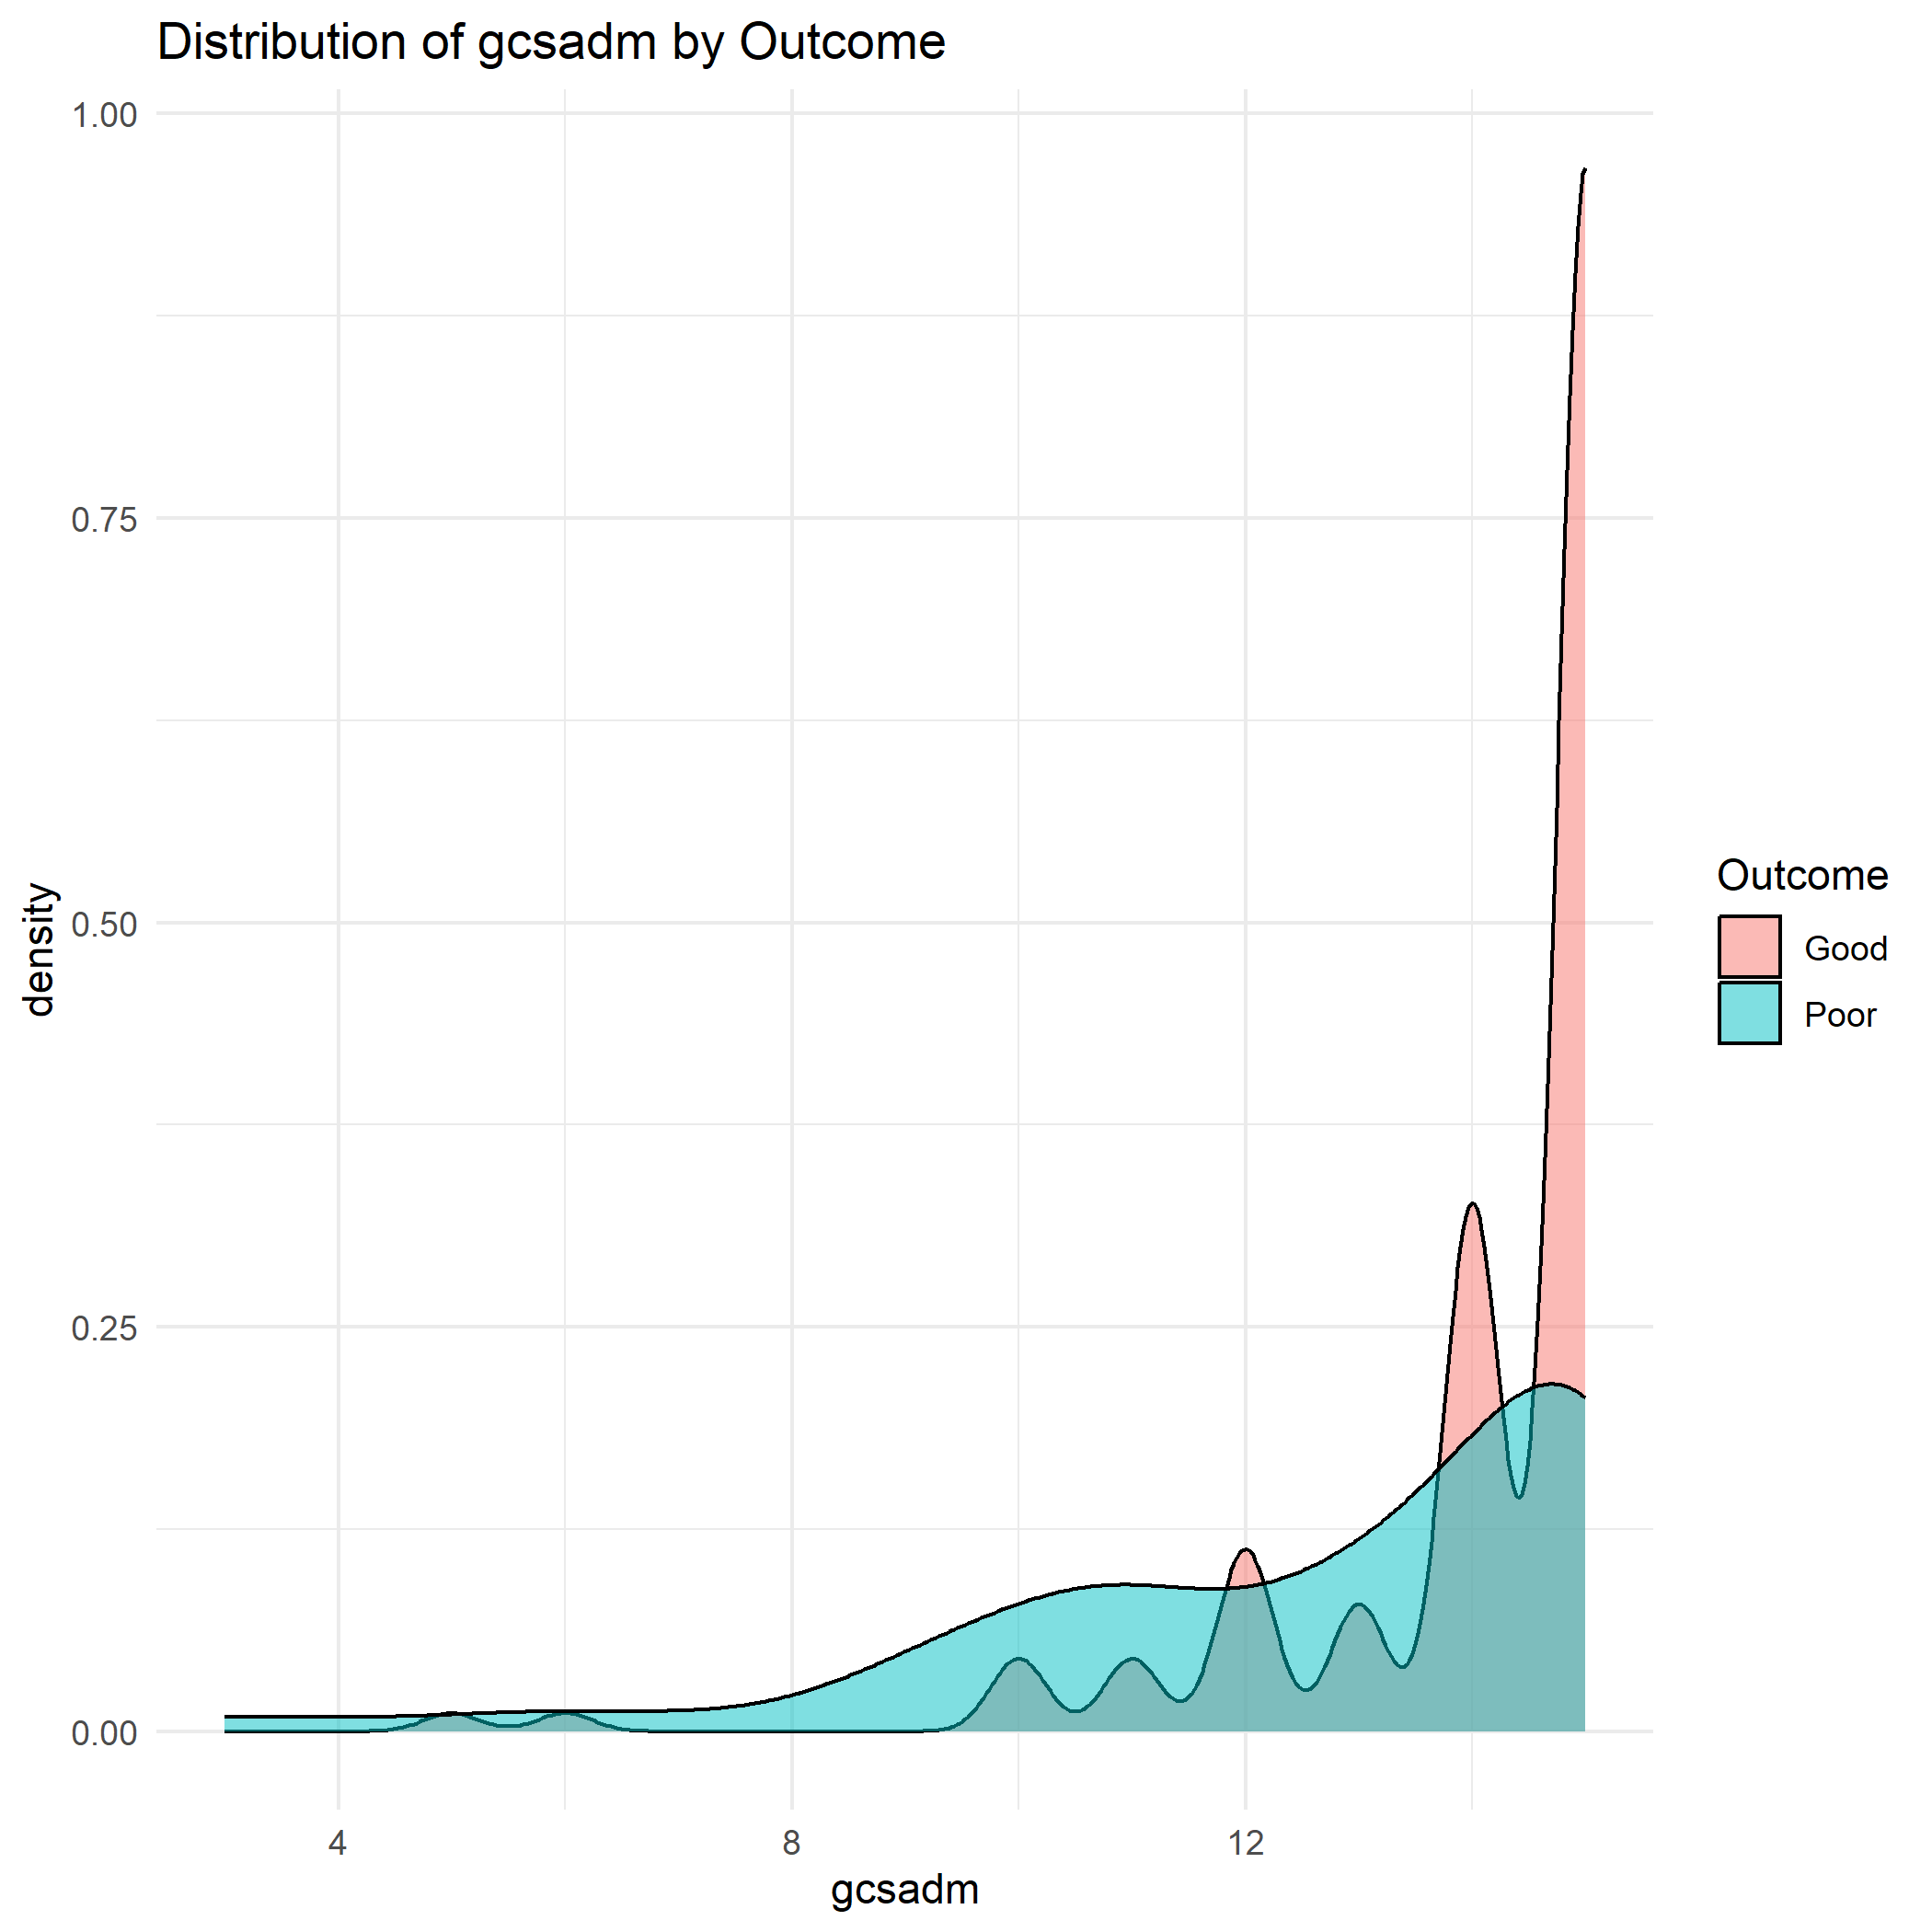 Distribution of gcsadm by Outcome
1.00
0.75
0.50
0.25
0.00
density
4
8
12
gcsadm
Outcome
Good
Poor